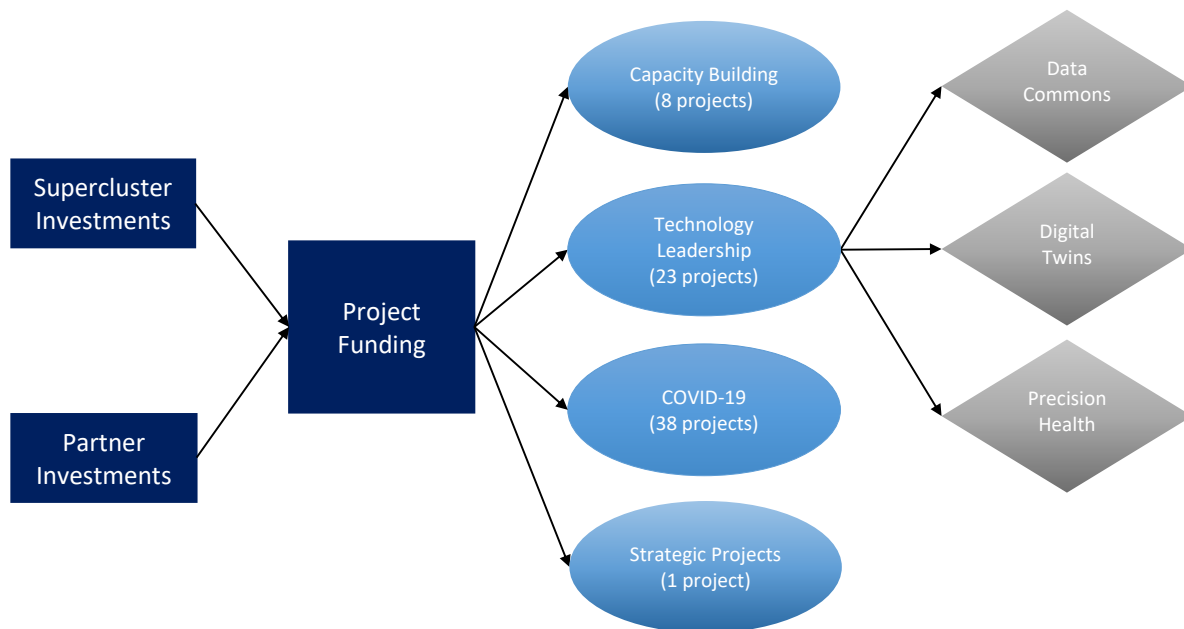 Supercluster
Investments
Partner
Investments
Project
Funding
Capacity Building
(8 projects)
Technology
Leadership
(23 projects)
COVID-19
(38 projects)
Strategic Projects
(1 project)
Data
Commons
Digital
Twins
Precision
Health